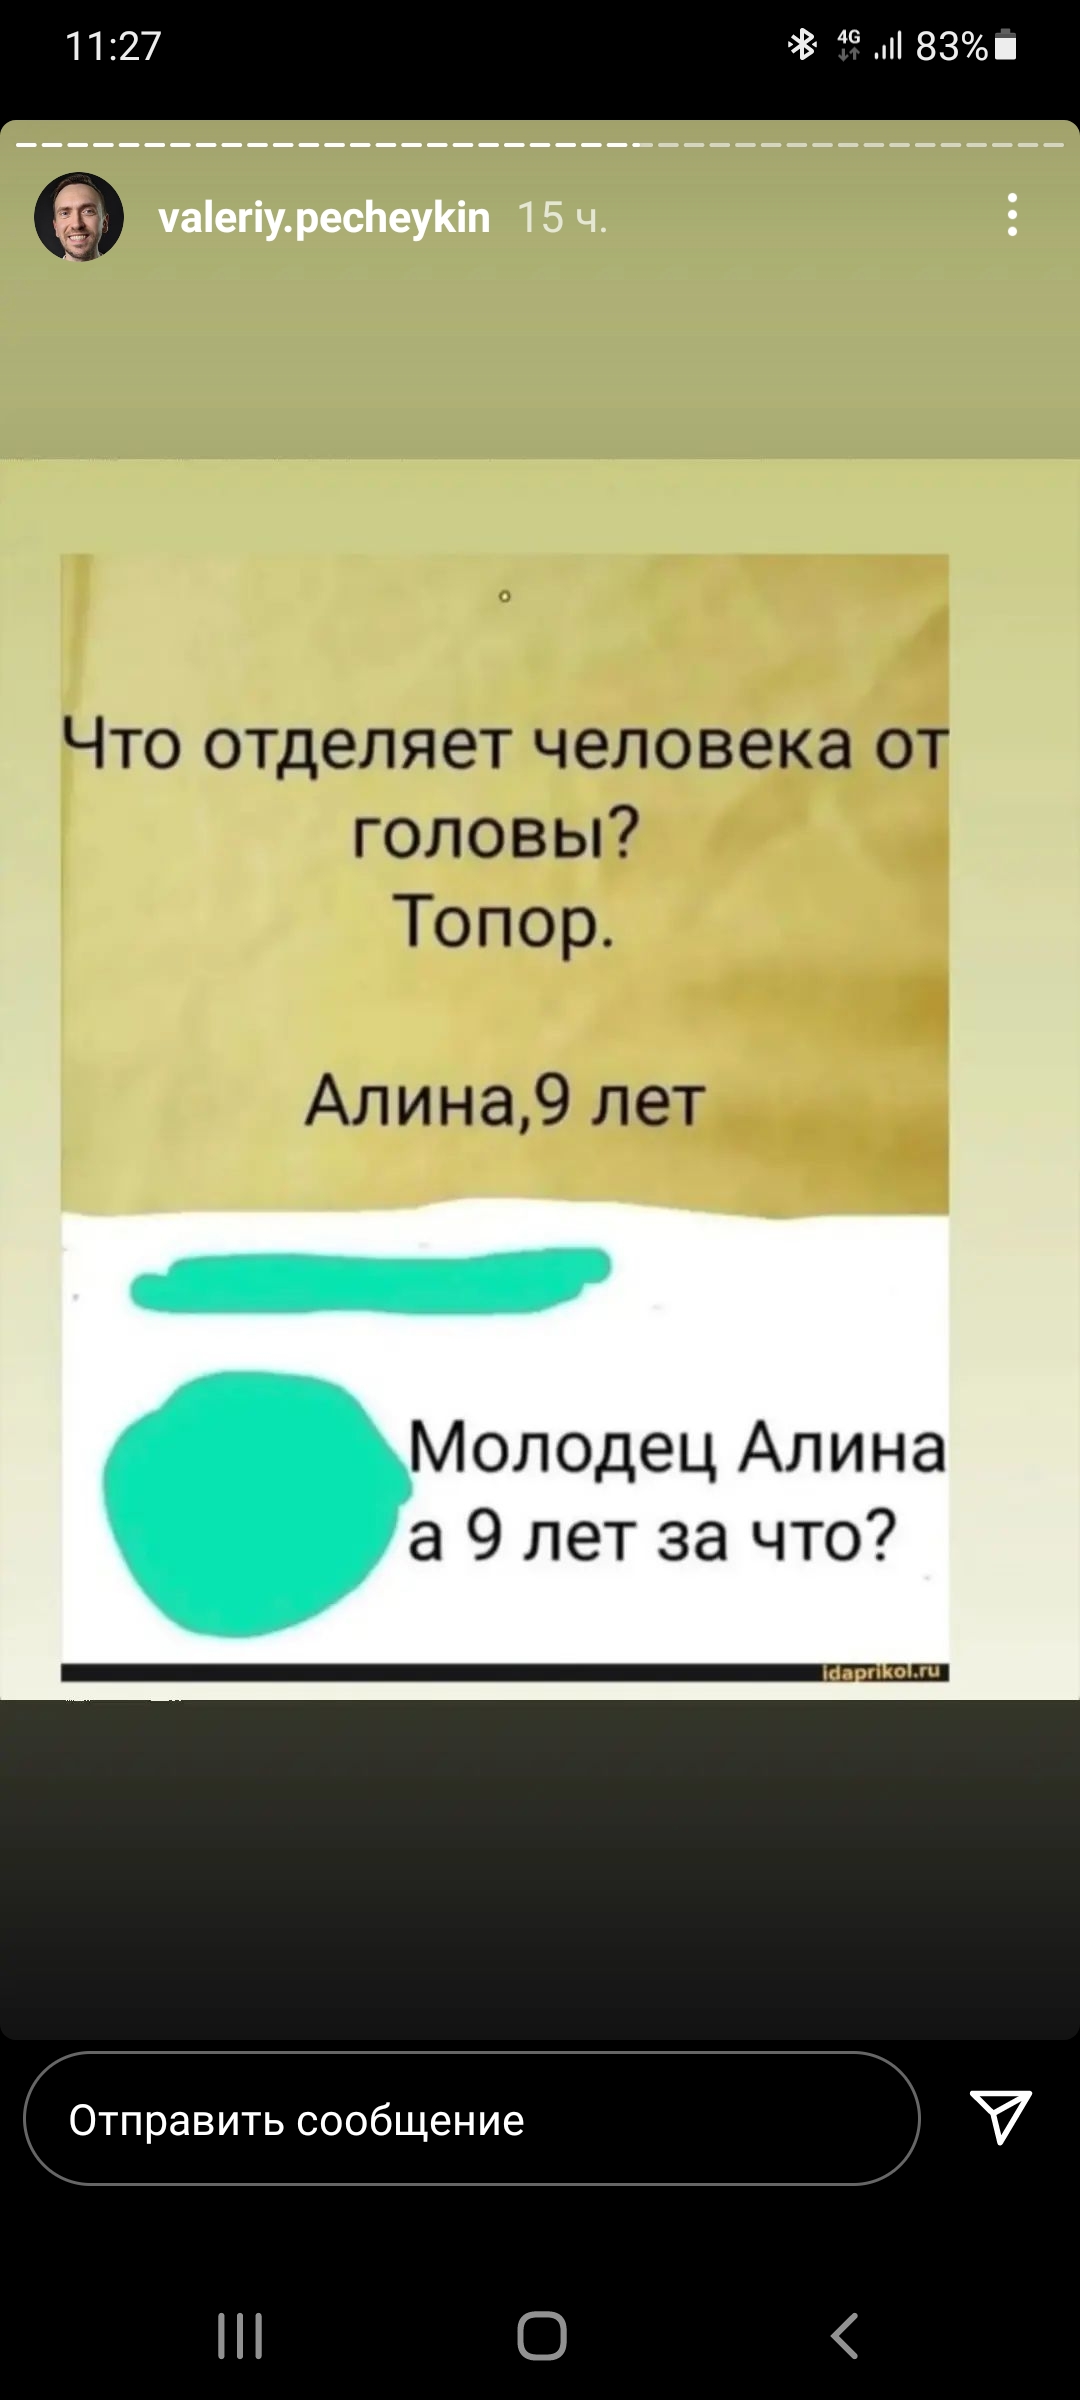 11:27
4G
83%
valeriy.pecheykin 15 ч.
Что отделяет человека от
головы?
Топор.
Алина,9 лет
Молодец Алина
а 9 лет за что?
idaprikol.ru
Отправить сообщение